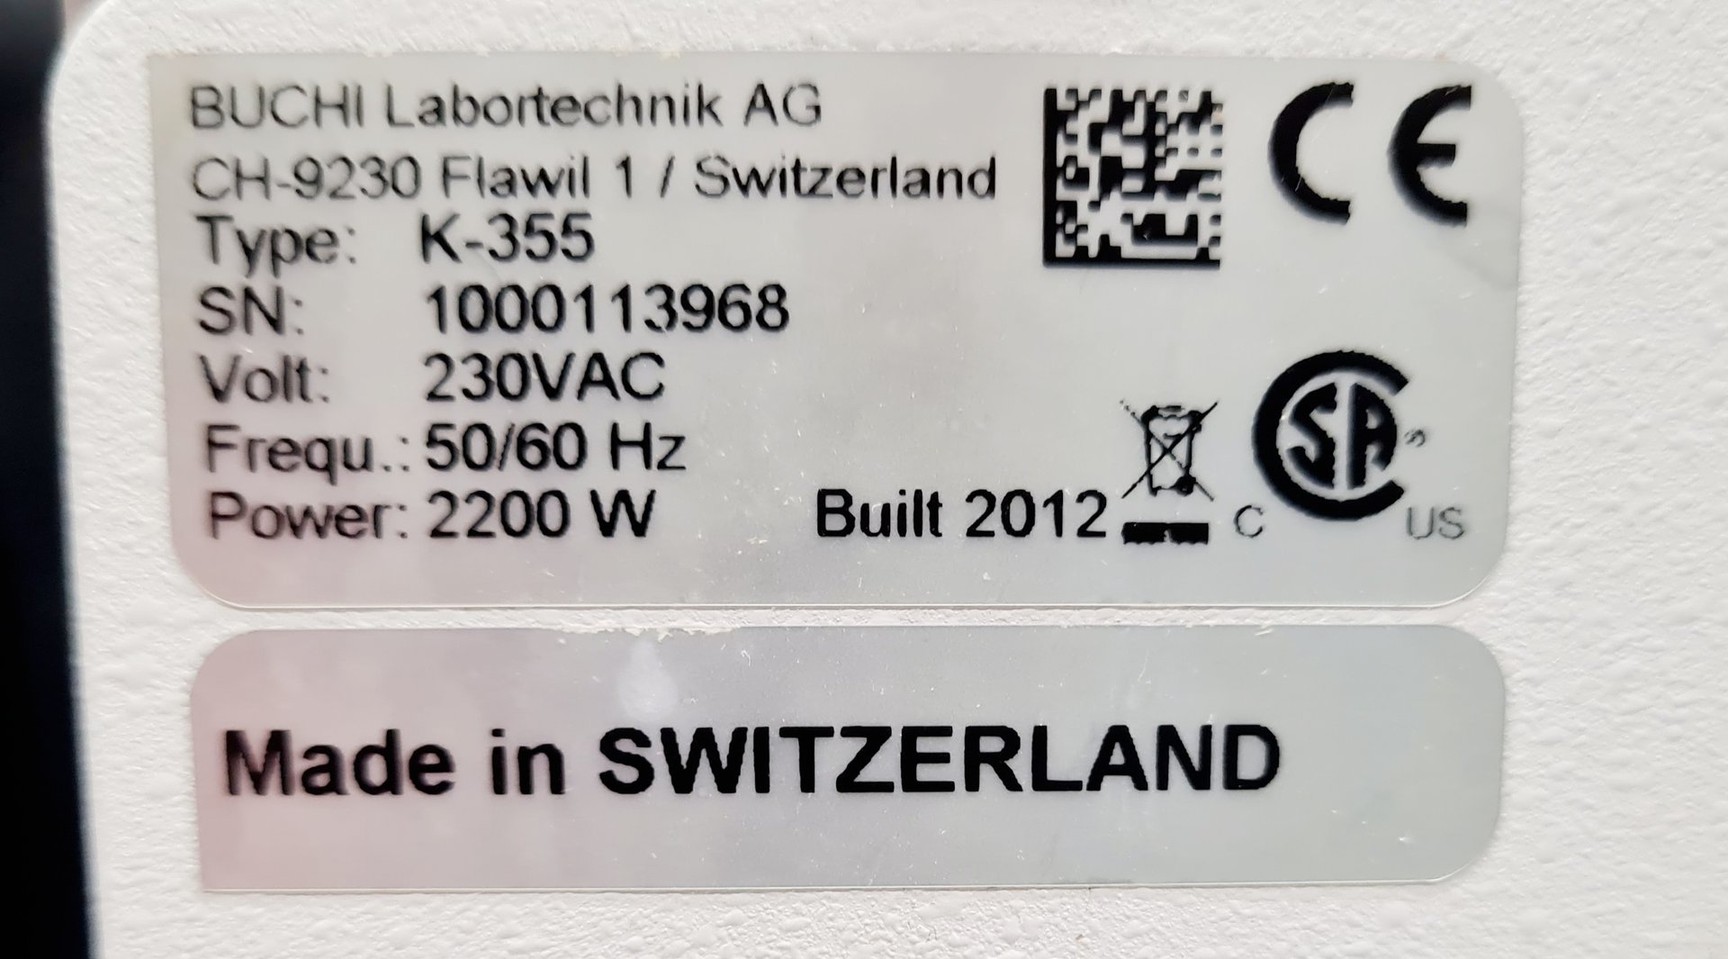 BUCHI Labortechnik AG
CH-9230 Flawil 1 / Switzerland
Type: K-355
SN: 1000113968
Volt: 230VAC
Frequ.: 50/60 Hz
Power: 2200 W
Built 2012
CE
C SA US
s
Made in SWITZERLAND